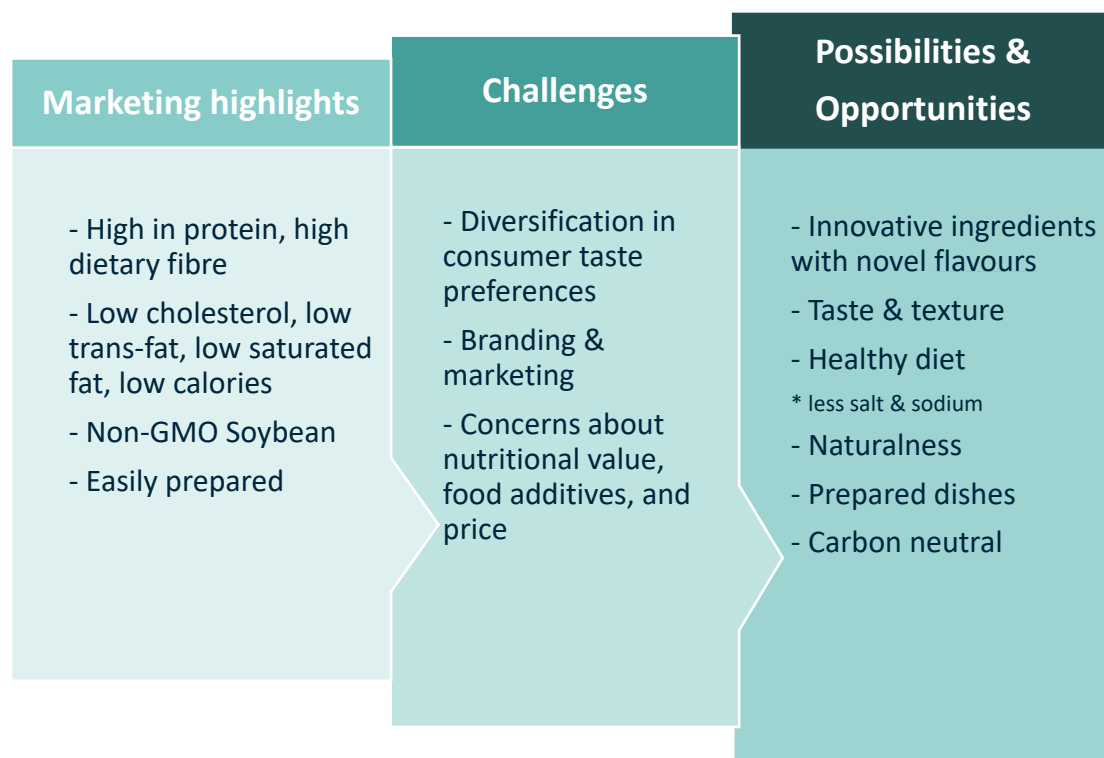 Marketing highlights
- High in protein, high
dietary fibre
- Low cholesterol, low
trans-fat, low saturated
fat, low calories
- Non-GMO Soybean
- Easily prepared
Challenges
- Diversification in
consumer taste
preferences
- Branding &
marketing
- Concerns about
nutritional value,
food additives, and
price
Possibilities &
Opportunities
- Innovative ingredients
with novel flavours
- Taste & texture
- Healthy diet
* less salt & sodium
- Naturalness
- Prepared dishes
- Carbon neutral